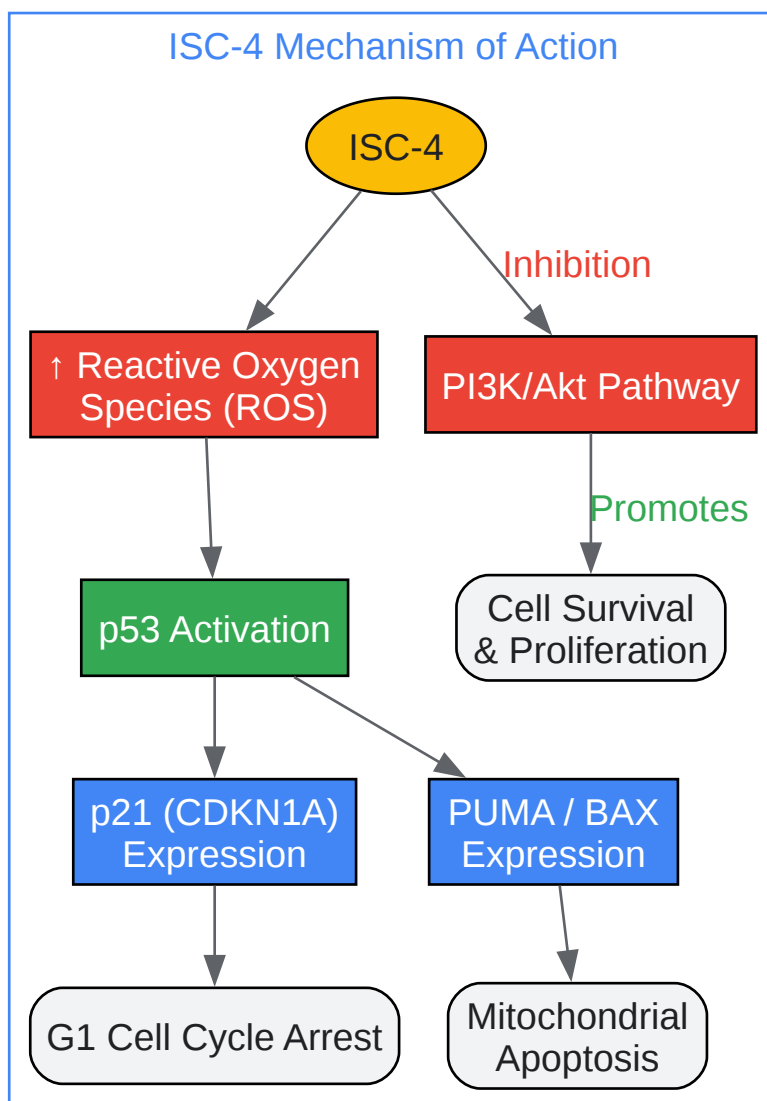 ISC-4 Mechanism of Action
ISC-4
Inhibition
↑ Reactive Oxygen
Species (ROS)
PI3K/Akt Pathway
Promotes
p53 Activation
Cell Survival
& Proliferation
p21 (CDKN1A)
Expression
PUMA / BAX
Expression
G1 Cell Cycle Arrest
Mitochondrial
Apoptosis